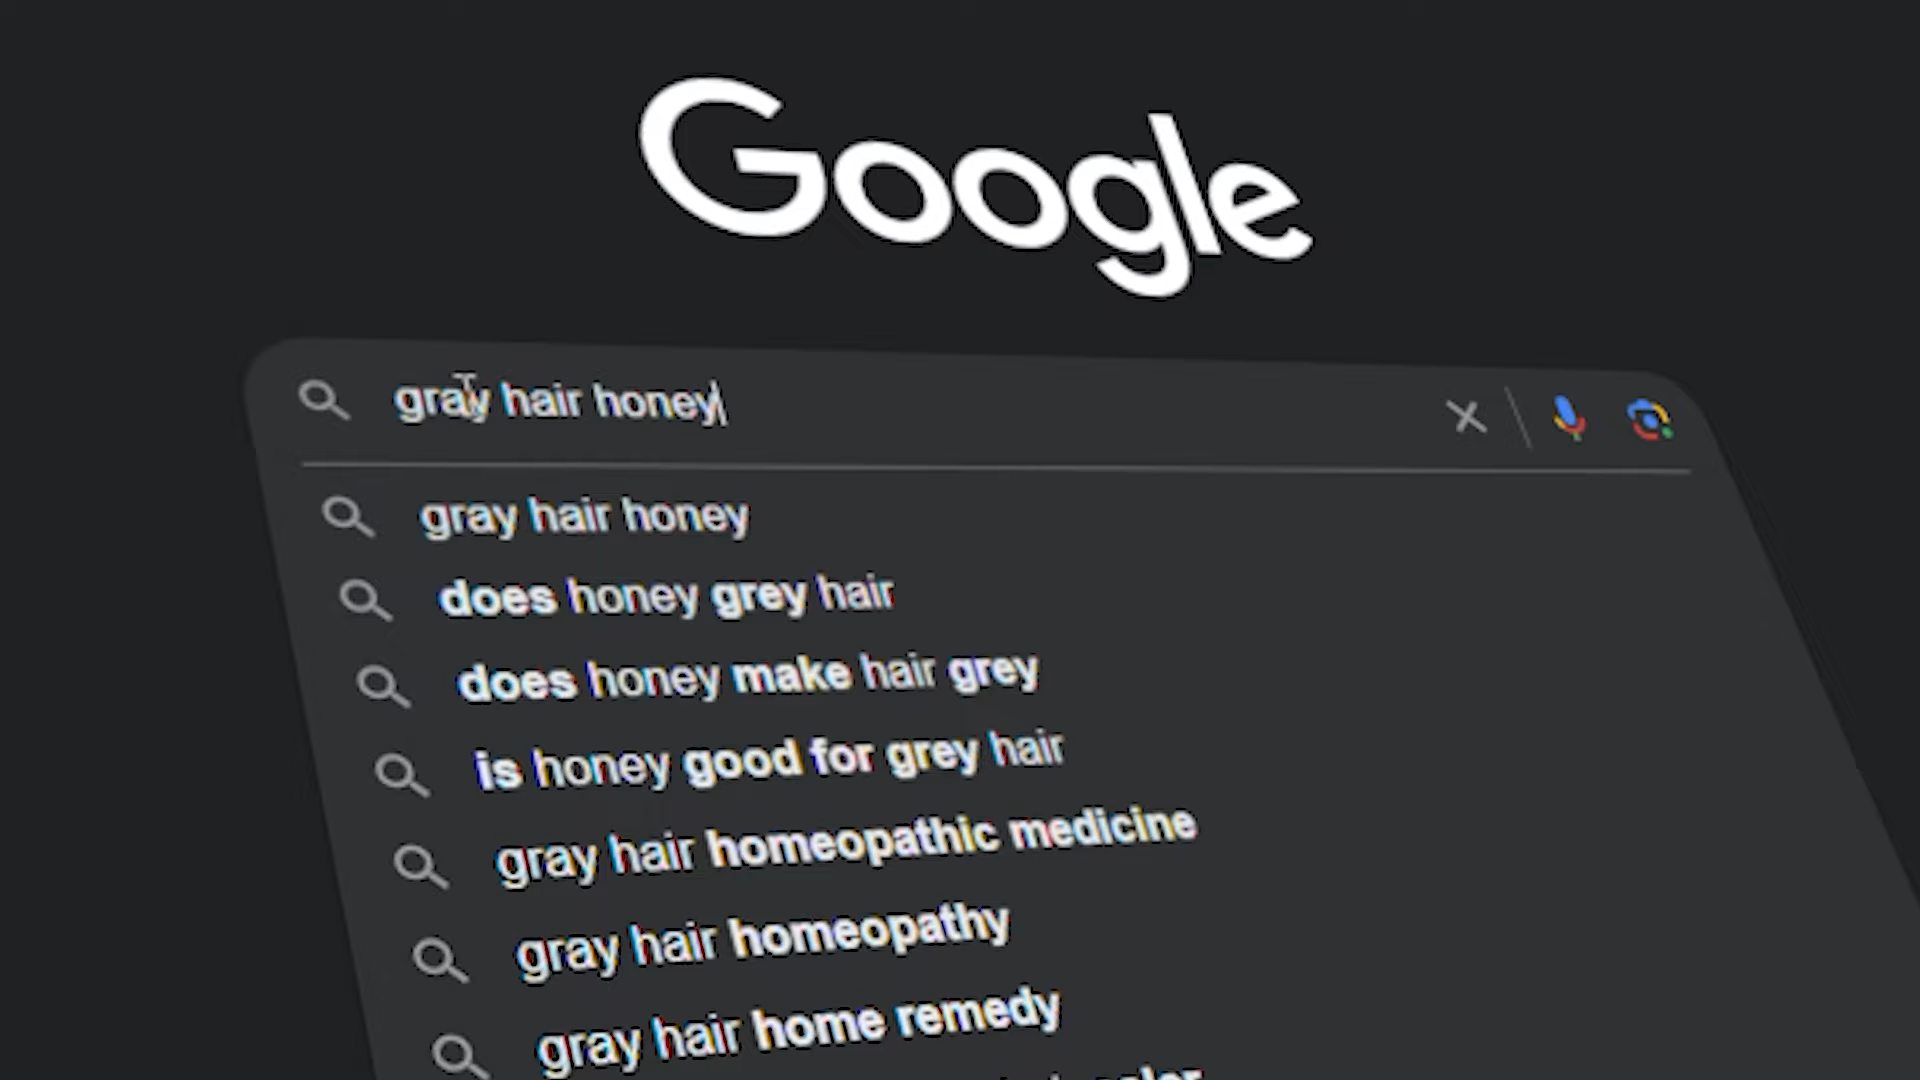 Google
gray hair honey
gray hair honey
does honey grey hair
does honey make hair grey
is honey good for grey hair
gray hair homeopathic medicine
gray hair homeopathy
gray hair home remedy